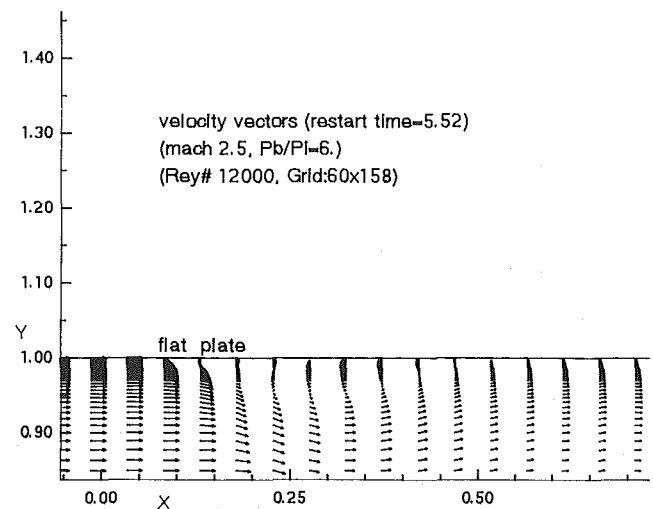 1.40
velocity vectors (restart time=5.52)
1.30
(mach 2.5, Pb/Pi=6.)
(Rey# 12000, Grid:60x158)
1.20
1.10
Y
flat plate
1.00
0.90
0.00
X
0.25
0.50